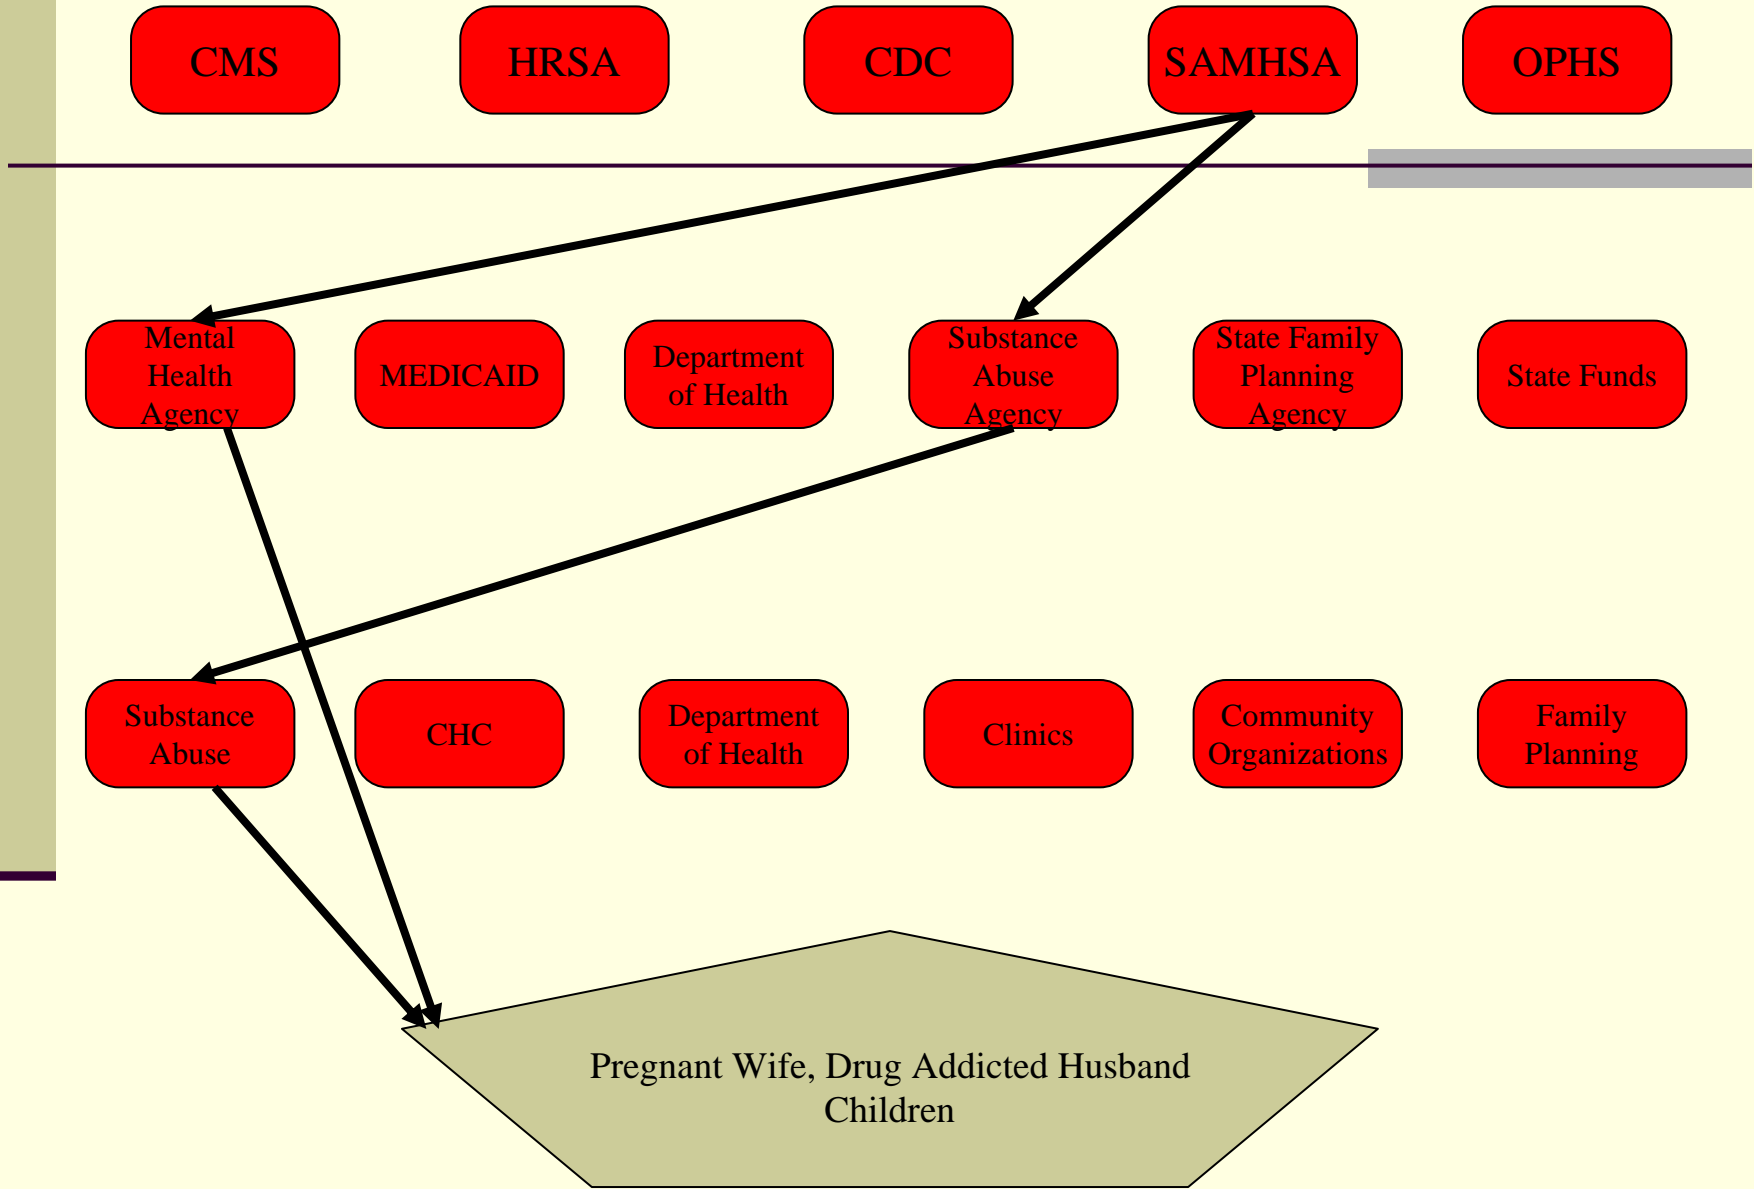 CMS
HRSA
CDC
SAMHSA
OPHS
Mental
Health
Agency
MEDICAID
Department
of Health
Substance
Abuse
Agency
State Family
Planning
Agency
State Funds
Substance
Abuse
CHC
Department
of Health
Clinics
Community
Organizations
Family
Planning
Pregnant Wife, Drug Addicted Husband
Children